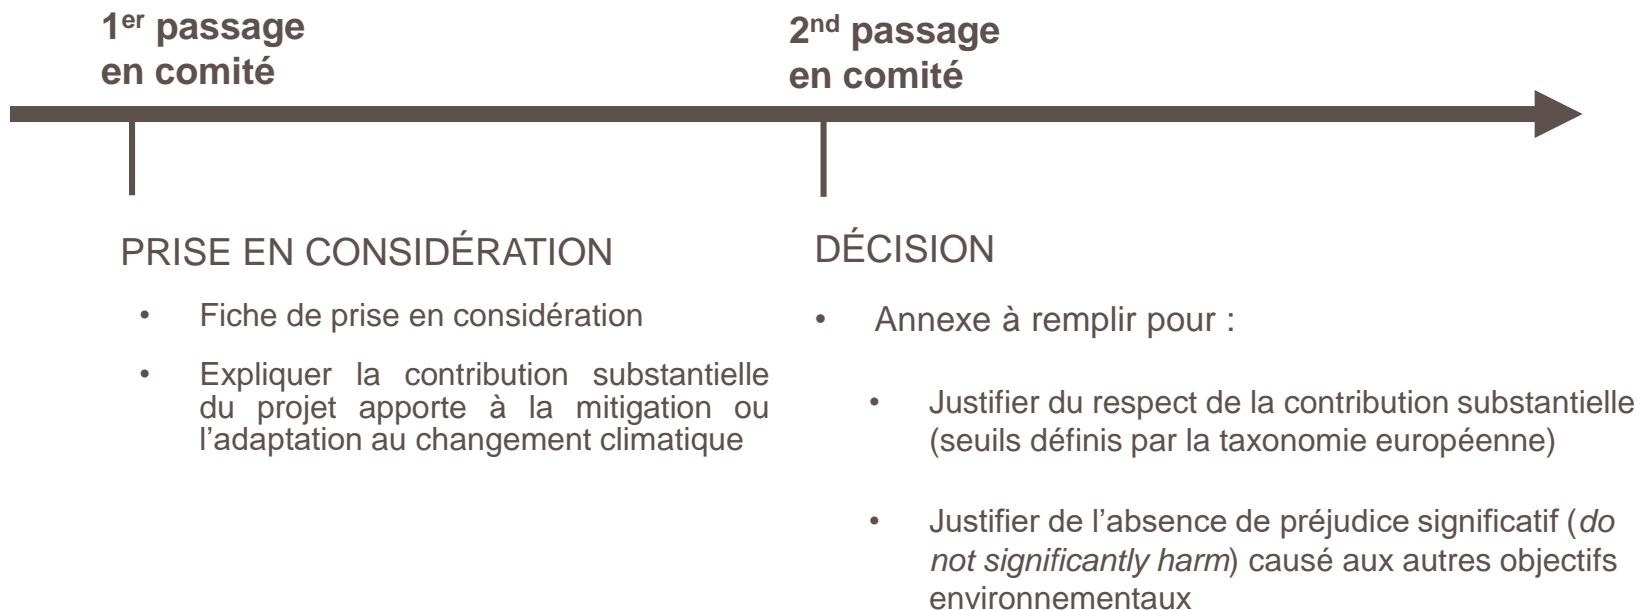 1er passage
en comité
2nd passage
en comité
PRISE EN CONSIDÉRATION
• Fiche de prise en considération
• Expliquer la contribution substantielle
du projet apporte à la mitigation ou
l’adaptation au changement climatique
DÉCISION
• Annexe à remplir pour :
• Justifier du respect de la contribution substantielle
(seuils définis par la taxonomie européenne)
• Justifier de l’absence de préjudice significatif (do
not significantly harm) causé aux autres objectifs
environnementaux